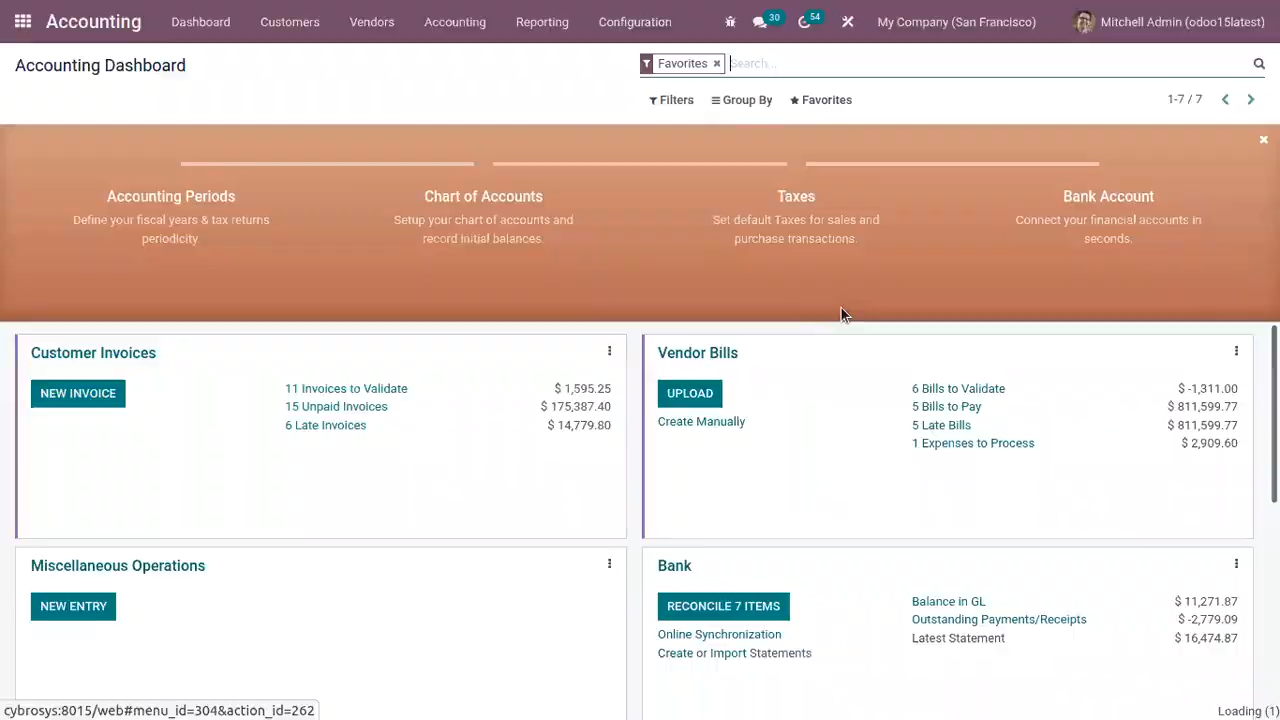 Accounting Dashboard Customers Vendors Accounting Reporting Configuration 30 54 My Company (San Francisco) Mitchell Admin (odoo15latest)
Accounting Dashboard
Favorites × Search...
Filters Group By Favorites 1-7 / 7
Accounting Periods
Define your fiscal years & tax returns
periodicity.
Chart of Accounts
Setup your chart of accounts and
record initial balances.
Taxes
Set default Taxes for sales and
purchase transactions.
Bank Account
Connect your financial accounts in
seconds.
Customer Invoices
NEW INVOICE
11 Invoices to Validate $ 1,595.25
15 Unpaid Invoices $ 175,387.40
6 Late Invoices $ 14,779.80
Vendor Bills
UPLOAD
Create Manually
6 Bills to Validate $ -1,311.00
5 Bills to Pay $ 811,599.77
5 Late Bills $ 811,599.77
1 Expenses to Process $ 2,909.60
Miscellaneous Operations
NEW ENTRY
Bank
RECONCILE 7 ITEMS
Online Synchronization
Create or Import Statements
Balance in GL $ 11,271.87
Outstanding Payments/Receipts $ -2,779.09
Latest Statement $ 16,474.87
cybrosys:8015/web#menu_id=304&action_id=262
Loading (1)